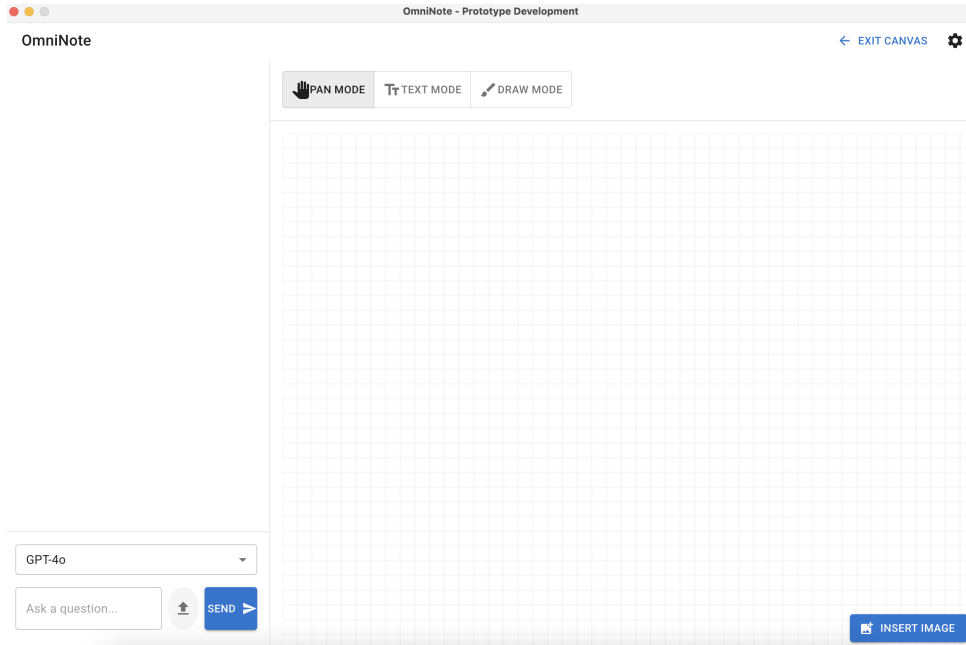 OmniNote - Prototype Development
OmniNote
EXIT CANVAS
PAN MODE
TEXT MODE
DRAW MODE
GPT-4o
Ask a question...
SEND
INSERT IMAGE